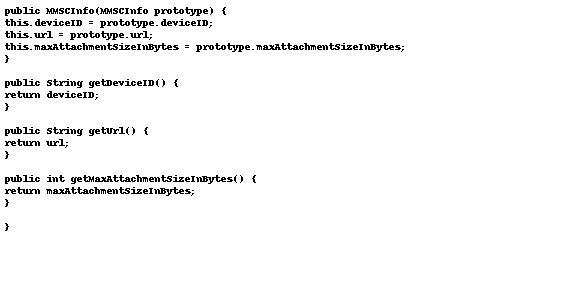 public MMSCInfo(MMSCInfo prototype) {
this.deviceID = prototype.deviceID;
this.url = prototype.url;
this.maxAttachmentSizeInBytes = prototype.maxAttachmentSizeInBytes;
}
public String getDeviceID() {
return deviceID;
}
public String getUrl() {
return url;
}
public int getMaxAttachmentSizeInBytes() {
return maxAttachmentSizeInBytes;
}
}